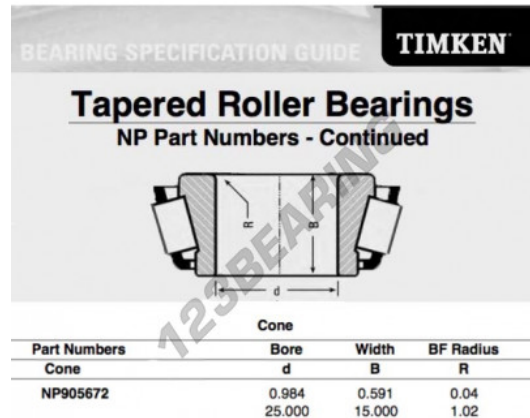 BEARING SPECIFICATION GUIDE
TIMKEN
Tapered Roller Bearings
NP Part Numbers - Continued
R
B
d
123BEARING
Cone
Part Numbers Bore Width BF Radius
Cone d B R
NP905672 0.984 0.591 0.04
25.000 15.000 1.02